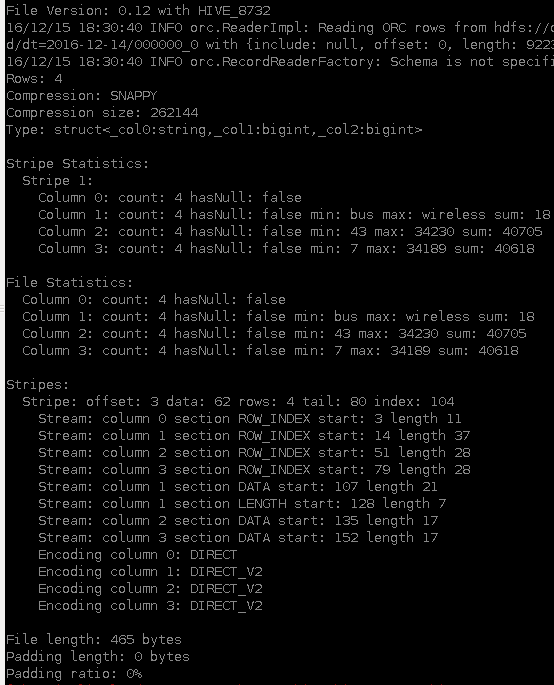 File Version: 0.12 with HIVE_8732
16/12/15 18:30:40 INFO orc.ReaderImpl: Reading ORC rows from hdfs://
d/dt=2016-12-14/000000_0 with {include: null, offset: 0, length: 9223
16/12/15 18:30:40 INFO orc.RecordReaderFactory: Schema is not specifi
Rows: 4
Compression: SNAPPY
Compression size: 262144
Type: struct<_col0:string,_col1:bigint,_col2:bigint>
Stripe Statistics:
Stripe 1:
Column 0: count: 4 hasNull: false
Column 1: count: 4 hasNull: false min: bus max: wireless sum: 18
Column 2: count: 4 hasNull: false min: 43 max: 34230 sum: 40705
Column 3: count: 4 hasNull: false min: 7 max: 34189 sum: 40618
File Statistics:
Column 0: count: 4 hasNull: false
Column 1: count: 4 hasNull: false min: bus max: wireless sum: 18
Column 2: count: 4 hasNull: false min: 43 max: 34230 sum: 40705
Column 3: count: 4 hasNull: false min: 7 max: 34189 sum: 40618
Stripes:
Stripe: offset: 3 data: 62 rows: 4 tail: 80 index: 104
Stream: column 0 section ROW_INDEX start: 3 length 11
Stream: column 1 section ROW_INDEX start: 14 length 37
Stream: column 2 section ROW_INDEX start: 51 length 28
Stream: column 3 section ROW_INDEX start: 79 length 28
Stream: column 1 section DATA start: 107 length 21
Stream: column 1 section LENGTH start: 128 length 7
Stream: column 2 section DATA start: 135 length 17
Stream: column 3 section DATA start: 152 length 17
Encoding column 0: DIRECT
Encoding column 1: DIRECT_V2
Encoding column 2: DIRECT_V2
Encoding column 3: DIRECT_V2
File length: 465 bytes
Padding length: 0 bytes
Padding ratio: 0%